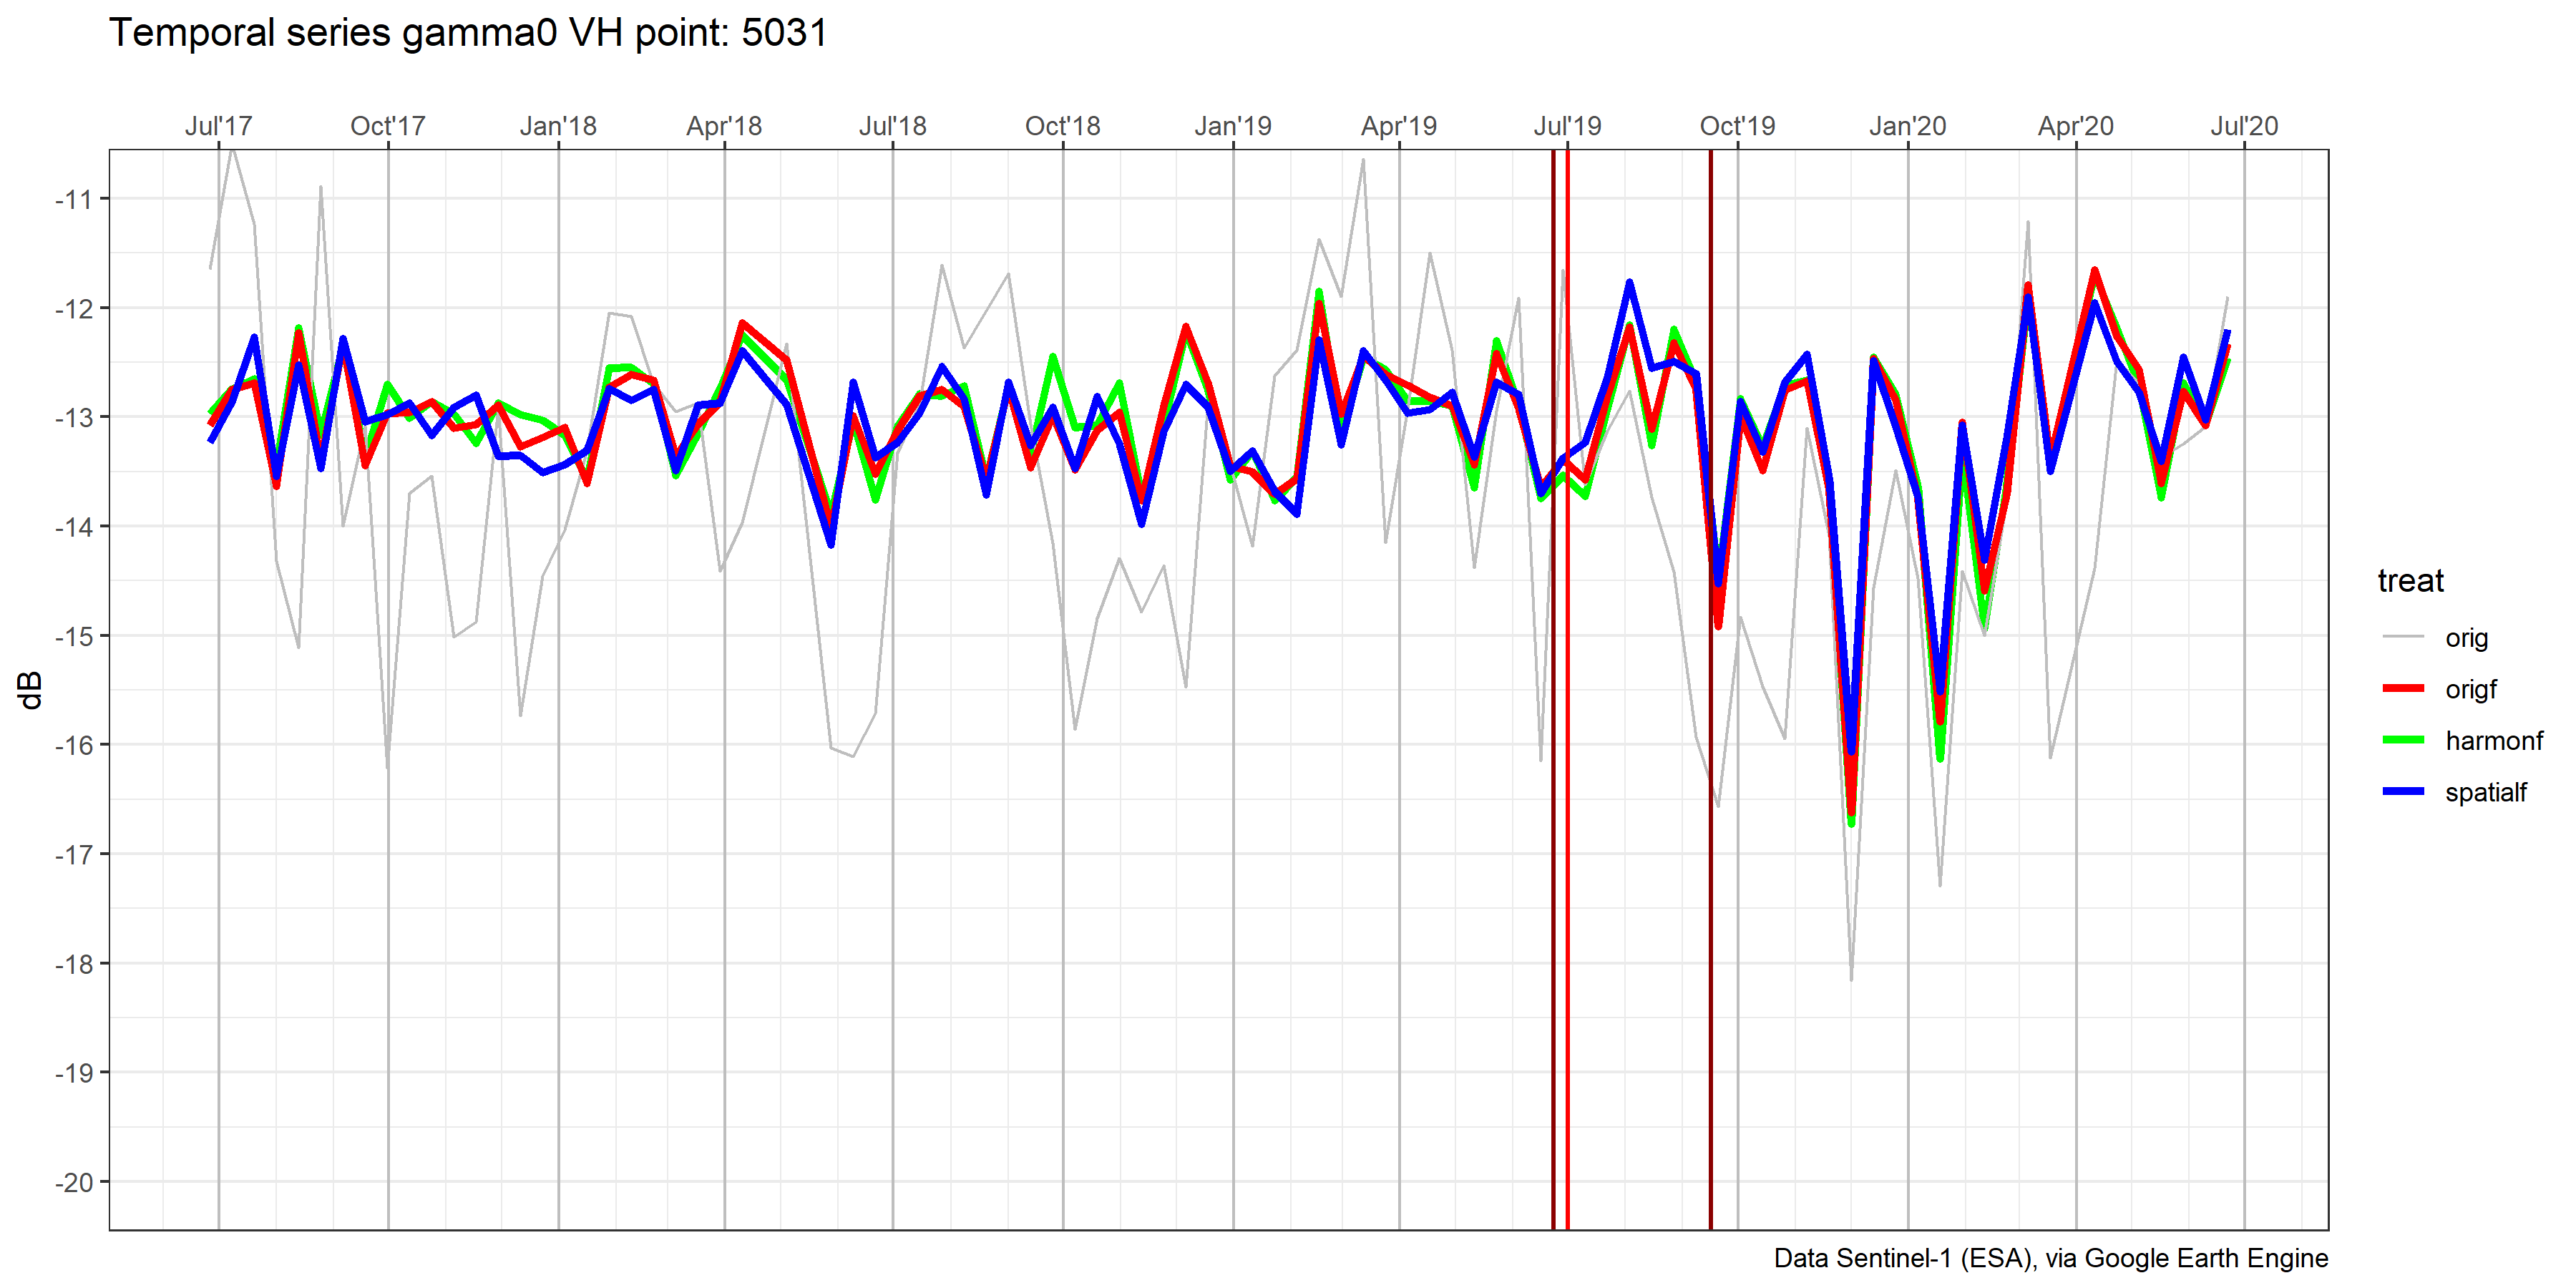 Temporal series gamma0 VH point: 5031
Jul'17 Oct'17 Jan'18 Apr'18 Jul'18 Oct'18 Jan'19 Apr'19 Jul'19 Oct'19 Jan'20 Apr'20 Jul'20
-11
-12
-13
-14
-15
-16
-17
-18
-19
-20
dB
treat
orig
origf
harmonf
spatialf
Data Sentinel-1 (ESA), via Google Earth Engine